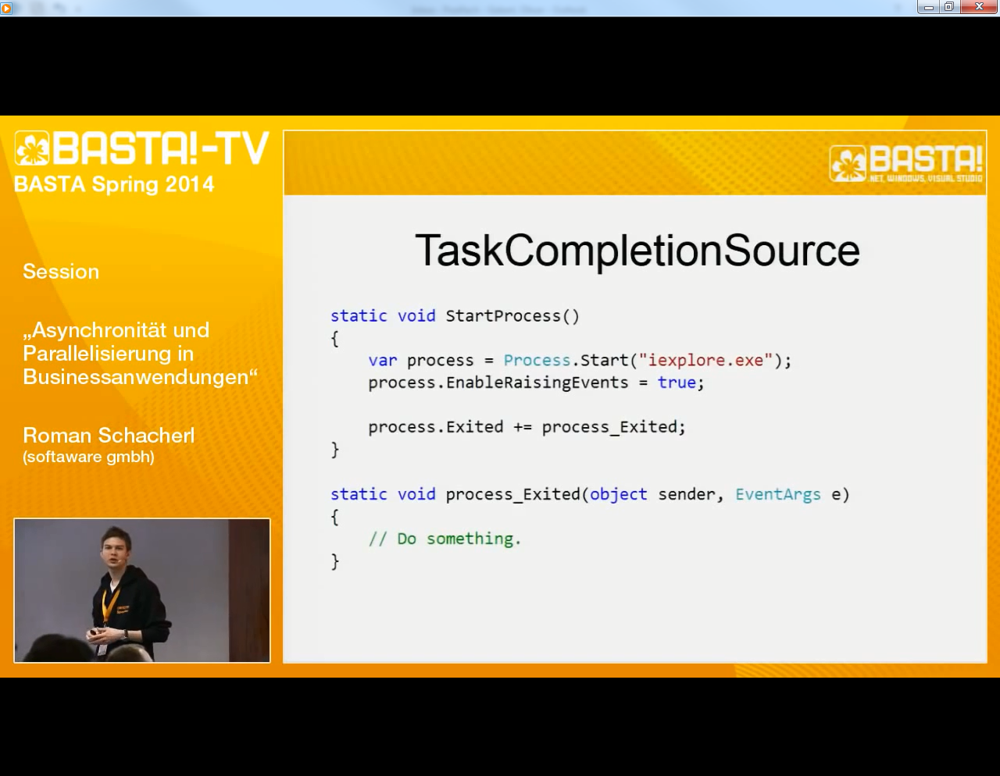 BASTA!-TV
BASTA Spring 2014
Session
„Asynchronität und
Parallelisierung in
Businessanwendungen“
Roman Schacherl
(softaware gmbh)
BASTA!
.NET, WINDOWS, VISUAL STUDIO
TaskCompletionSource
static void StartProcess()
{
    var process = Process.Start("iexplore.exe");
    process.EnableRaisingEvents = true;
    process.Exited += process_Exited;
}
static void process_Exited(object sender, EventArgs e)
{
    // Do something.
}